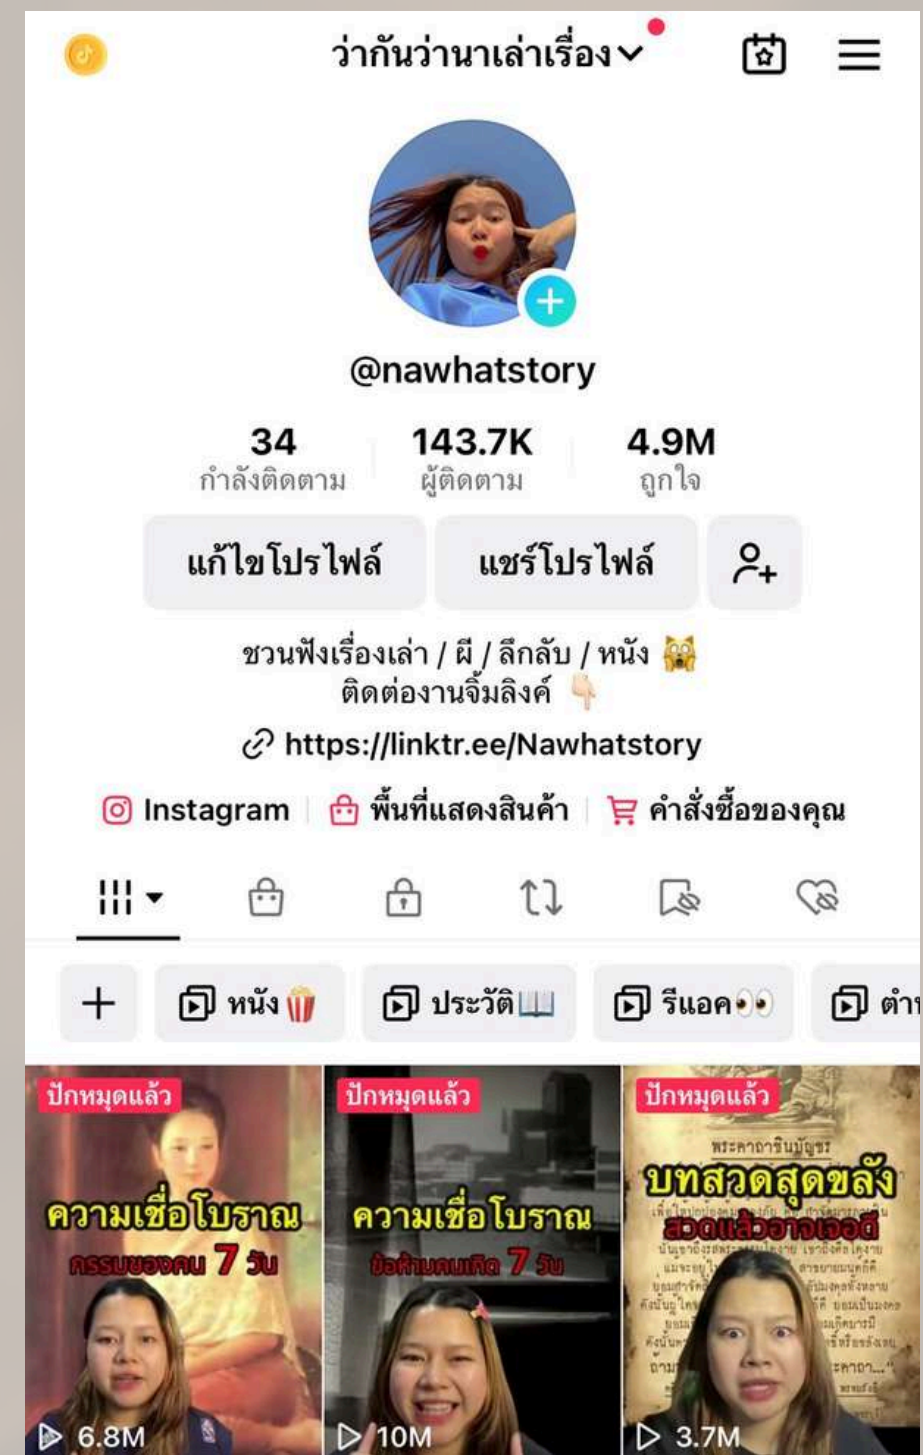 ว่ากันว่านาเล่าเรื่อง
@nawhatstory
34 143.7K 4.9M
กำลังติดตาม ผู้ติดตาม ถูกใจ
แก้ไขโปรไฟล์ แชร์โปรไฟล์
ชวนฟังเรื่องเล่า / ผี / ลึกลับ / หนัง 🙀
ติดต่องานจิ้มลิงค์ 👇🏻
https://linktr.ee/Nawhatstory
Instagram พื้นที่แสดงสินค้า คำสั่งซื้อของคุณ
หนัง🍿 ประวัติ📖 รีแอค👀
ปักหมุดแล้ว
ความเชื่อโบราณ
กรรมของคน 7 วัน
6.8M
ปักหมุดแล้ว
ความเชื่อโบราณ
ข้อห้ามคนเกิด 7 วัน
10M
ปักหมุดแล้ว
พระคาถาชินบัญชร
บทสวดสุดขลัง
สวดแล้วอาจเจอดี
3.7M